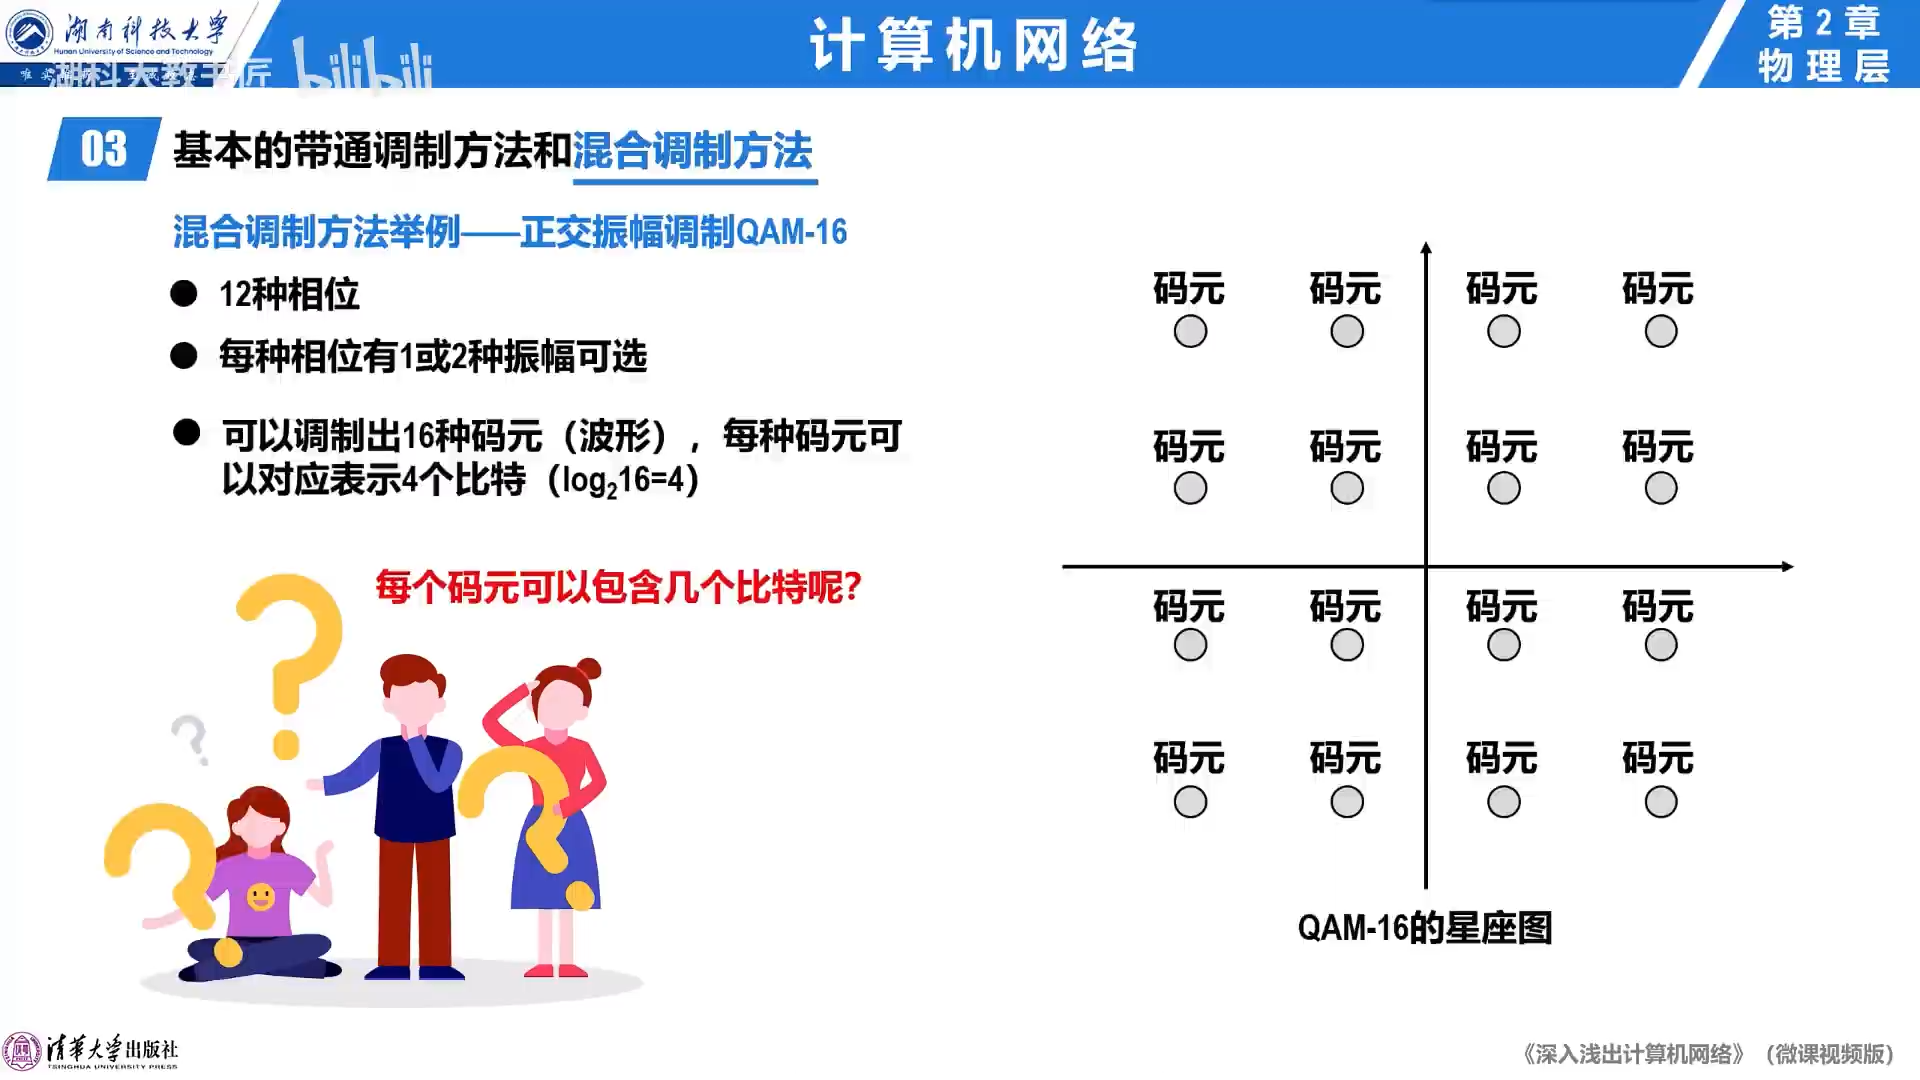 湖南科技大学
Hunan University of Science and Technology
湖科大教书匠
bilibili
计算机网络
第2章
物理层
03
基本的带通调制方法和混合调制方法
混合调制方法举例——正交振幅调制QAM-16
12种相位
每种相位有1或2种振幅可选
可以调制出16种码元（波形），每种码元可
以对应表示4个比特（log₂16=4）
每个码元可以包含几个比特呢？
码元 码元 码元 码元
码元 码元 码元 码元
码元 码元 码元 码元
码元 码元 码元 码元
QAM-16的星座图
清华大学出版社
TSINGHUA UNIVERSITY PRESS
《深入浅出计算机网络》（微课视频版）